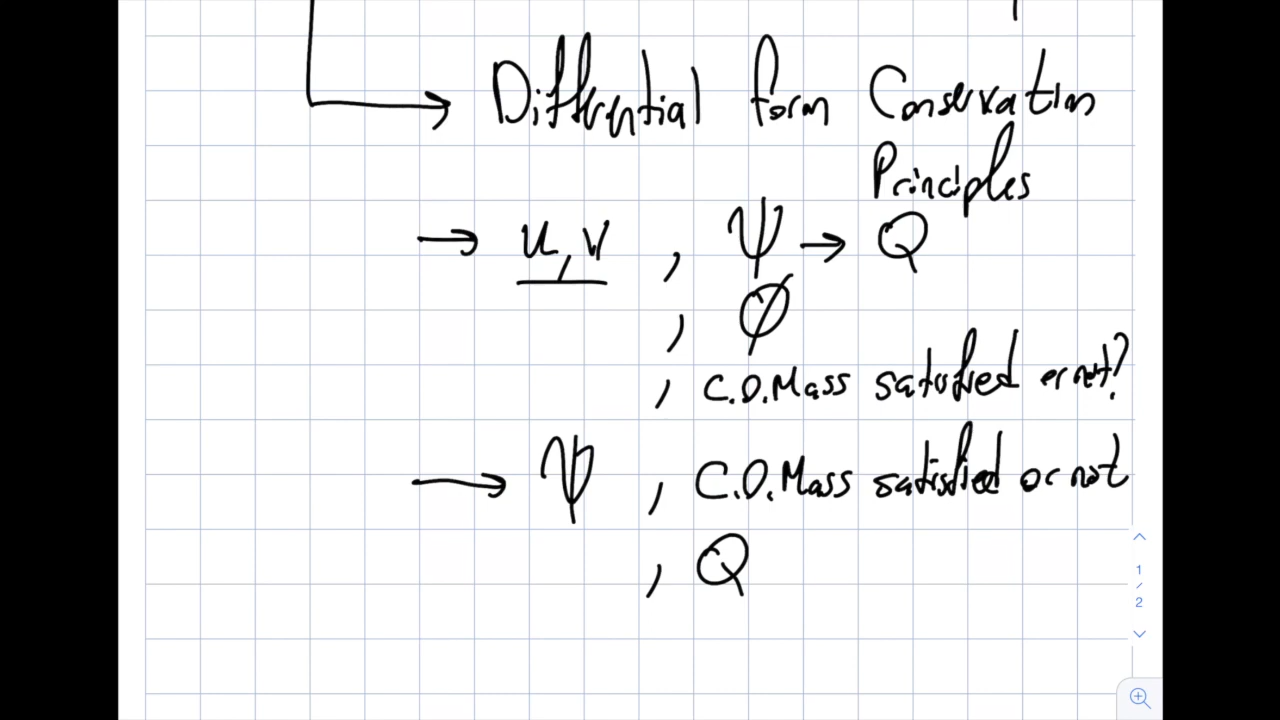 → Differential form Conservation
Principles
→ u, v , ψ → Q
, ϕ
, C.O.Mass satisfied or not?
→ ψ , C.O.Mass satisfied or not
, Q
1
/
2